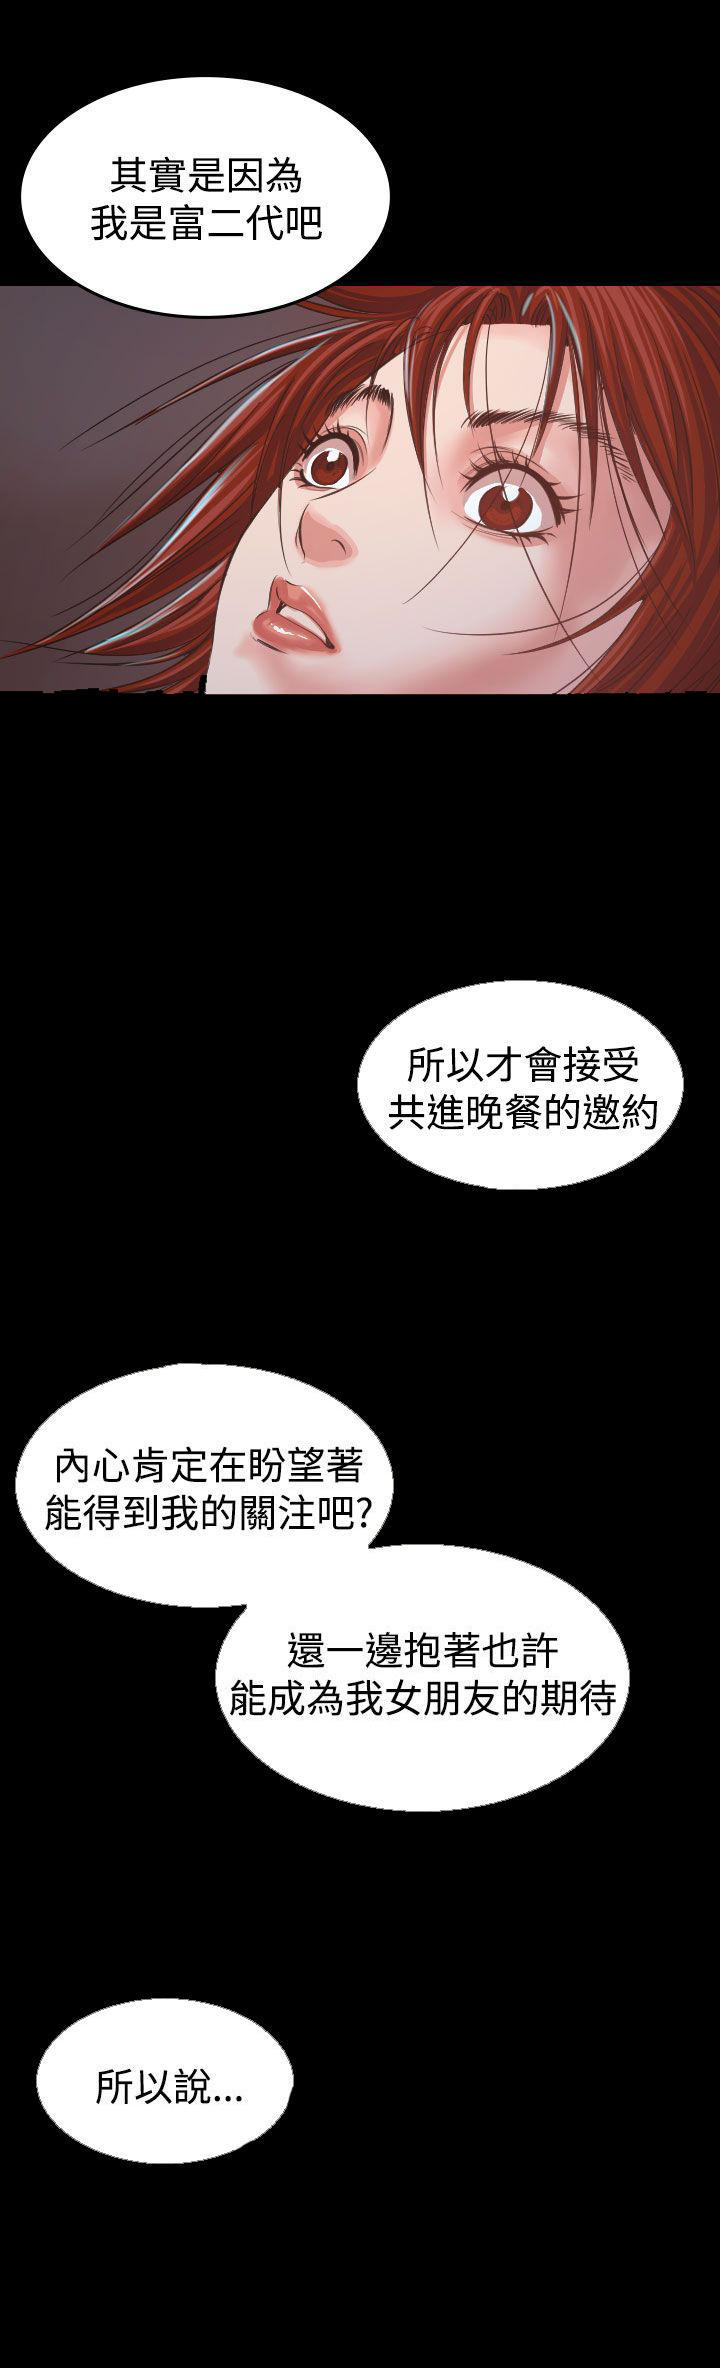 其實是因為
我是富二代吧
所以才會接受
共進晚餐的邀約
內心肯定在盼望著
能得到我的關注吧?
還一邊抱著也許
能成為我女朋友的期待
所以說...